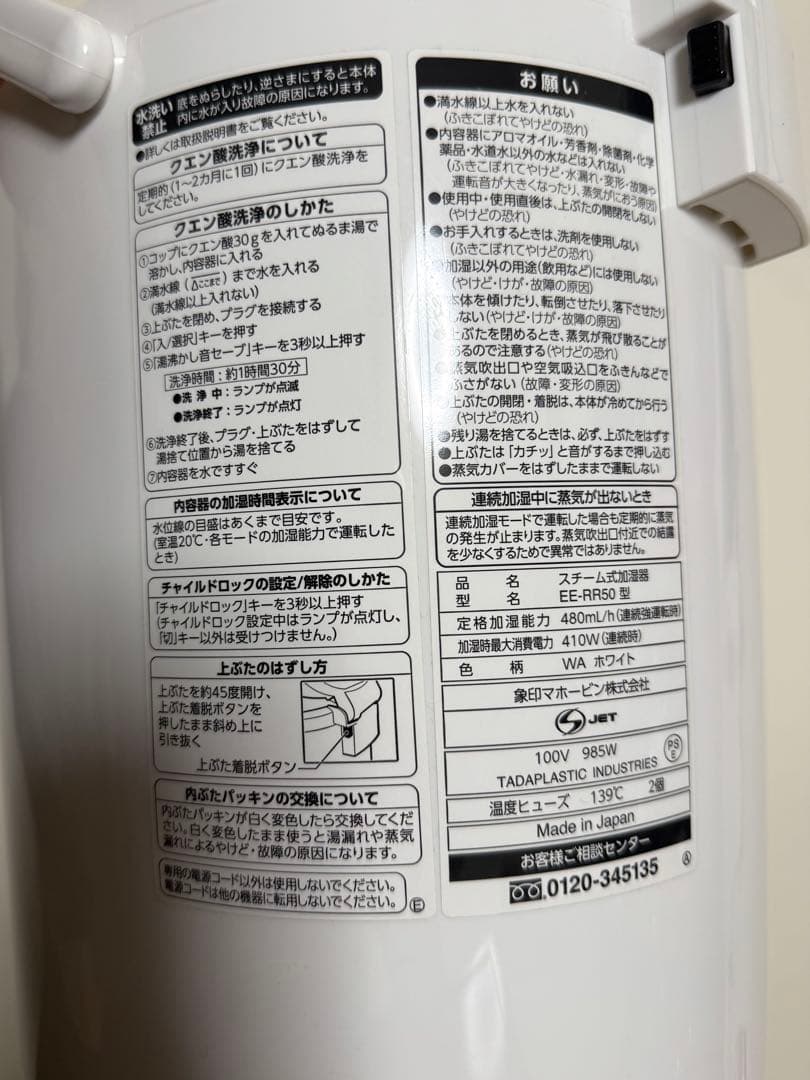 水洗い禁止
底をぬらしたり、逆さまにすると本体
内に水が入り故障の原因になります。
●詳しくは取扱説明書をご覧ください。
クエン酸洗浄について
定期的(1〜2カ月に1回)にクエン酸洗浄を
してください。
クエン酸洗浄のしかた
①コップにクエン酸30gを入れてぬるま湯で
溶かし、内容器に入れる
②満水線(△ここまで)まで水を入れる
(満水線以上入れない)
③上ぶたを閉め、プラグを接続する
④「入/選択」キーを押す
⑤「湯沸かし音セーブ」キーを3秒以上押す
洗浄時間:約1時間30分
●洗浄中:ランプが点滅
●洗浄終了:ランプが点灯
⑥洗浄終了後、プラグ・上ぶたをはずして
湯捨て位置から湯を捨てる
⑦内容器を水ですすぐ
内容器の加湿時間表示について
水位線の目盛はあくまで目安です。
(室温20℃・各モードの加湿能力で運転した
とき)
チャイルドロックの設定/解除のしかた
「チャイルドロック」キーを3秒以上押す
(チャイルドロック設定中はランプが点灯し、
「切」キー以外は受けつけません。)
上ぶたのはずし方
上ぶたを約45度開け、
上ぶた着脱ボタンを
押したまま斜め上に
引き抜く
上ぶた着脱ボタン
内ぶたパッキンの交換について
内ぶたパッキンが白く変色したら交換してくだ
さい。白く変色したまま使うと湯漏れや蒸気
漏れによるやけど・故障の原因になります。
専用の電源コード以外は使用しないでください。
電源コードは他の機器に転用しないでください。
Ⓔ
お願い
●満水線以上水を入れない
(ふきこぼれてやけどの恐れ)
●内容器にアロマオイル・芳香剤・除菌剤・化学
薬品・水道水以外の水などは入れない
(ふきこぼれてやけど・水漏れ・変形・故障や
運転音が大きくなったり、蒸気がにおう原因)
●使用中・使用直後は、上ぶたの開閉をしない
(やけどの恐れ)
●お手入れするときは、洗剤を使用しない
(ふきこぼれてやけどの恐れ)
●加湿以外の用途(飲用など)には使用しない
(やけど・けが・故障の原因)
●本体を傾けたり、転倒させたり、落下させたり
しない(やけど・けが・故障の原因)
●上ぶたを閉めるとき、蒸気が飛び散ることが
あるので注意する(やけどの恐れ)
●蒸気吹出口や空気吸込口をふきんなどで
ふさがない(故障・変形の原因)
●上ぶたの開閉・着脱は、本体が冷めてから行う
(やけどの恐れ)
●残り湯を捨てるときは、必ず、上ぶたをはずす
●上ぶたは「カチッ」と音がするまで押し込む
●蒸気カバーをはずしたままで運転しない
連続加湿中に蒸気が出ないとき
連続加湿モードで運転した場合も定期的に蒸気
の発生が止まります。蒸気吹出口付近での結露
を少なくするためで異常ではありません。
品名 スチーム式加湿器
型名 EE-RR50型
定格加湿能力 480mL/h(連続強運転時)
加湿時最大消費電力 410W(連続時)
色柄 WA ホワイト
象印マホービン株式会社
JET
100V 985W
PSE
TADAPLASTIC INDUSTRIES
温度ヒューズ 139℃ 2個
Made in Japan
お客様ご相談センター
0120-345135
Ⓐ